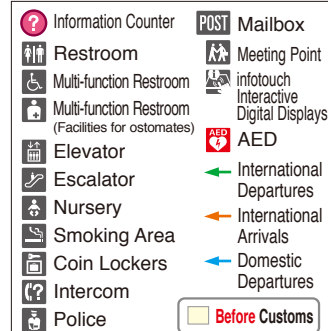 ? Information Counter
Restroom
Multi-function Restroom
Multi-function Restroom
(Facilities for ostomates)
Elevator
Escalator
Nursery
Smoking Area
Coin Lockers
(? Intercom
Police
POST Mailbox
Meeting Point
infotouch
Interactive
Digital Displays
AED AED
International
Departures
International
Arrivals
Domestic
Departures
Before Customs